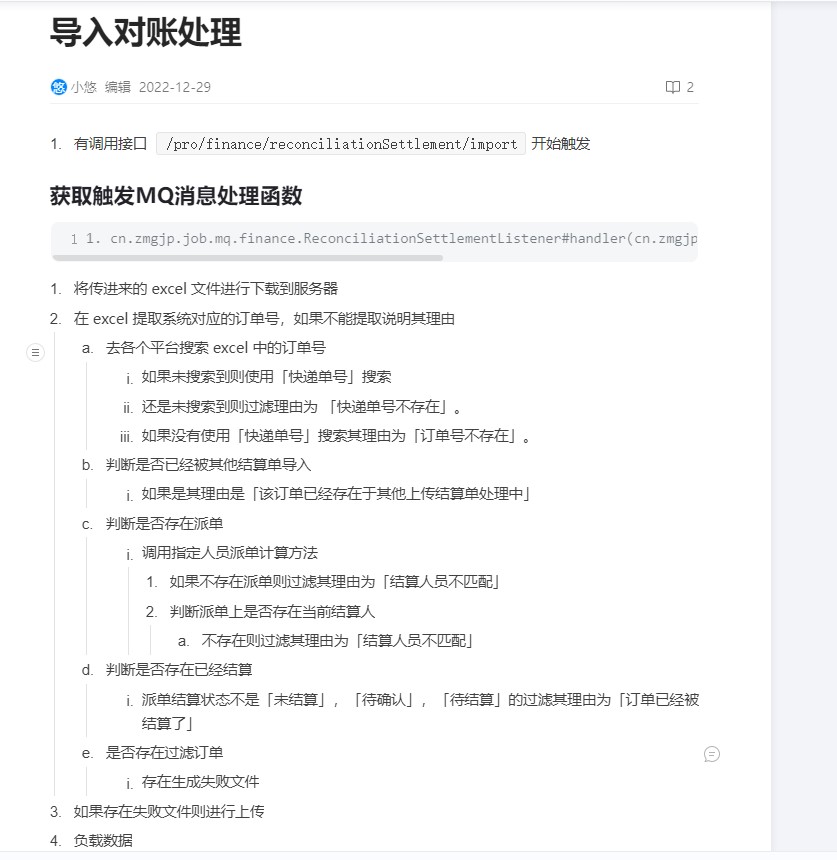 导入对账处理
悠 小悠 编辑 2022-12-29 2
1. 有调用接口 /pro/finance/reconciliationSettlement/import 开始触发
获取触发MQ消息处理函数
1 1. cn.zmgjp.job.mq.finance.ReconciliationSettlementListener#handler(cn.zmgjp
1. 将传进来的 excel 文件进行下载到服务器
2. 在 excel 提取系统对应的订单号，如果不能提取说明其理由
a. 去各个平台搜索 excel 中的订单号
i. 如果未搜索到则使用「快递单号」搜索
ii. 还是未搜索到则过滤理由为 「快递单号不存在」。
iii. 如果没有使用「快递单号」搜索其理由为「订单号不存在」。
b. 判断是否已经被其他结算单导入
i. 如果是其理由是「该订单已经存在于其他上传结算单处理中」
c. 判断是否存在派单
i. 调用指定人员派单计算方法
1. 如果不存在派单则过滤其理由为「结算人员不匹配」
2. 判断派单上是否存在当前结算人
a. 不存在则过滤其理由为「结算人员不匹配」
d. 判断是否存在已经结算
i. 派单结算状态不是「未结算」，「待确认」，「待结算」的过滤其理由为「订单已经被
结算了」
e. 是否存在过滤订单
i. 存在生成失败文件
3. 如果存在失败文件则进行上传
4. 负载数据